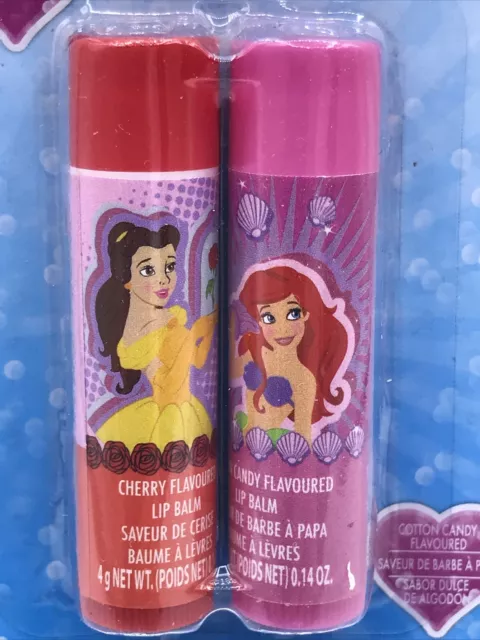 CHERRY FLAVOURED
LIP BALM
SAVEUR DE CERISE
BAUME À LÈVRES
4 g NET WT. (POIDS NET)
CANDY FLAVOURED
LIP BALM
DE BARBE À PAPA
ME À LÈVRES
(POIDS NET) 0.14 OZ.
COTTON CANDY
FLAVOURED
SAVEUR DE BARBE À P
SABOR DULCE
DE ALGODÓN